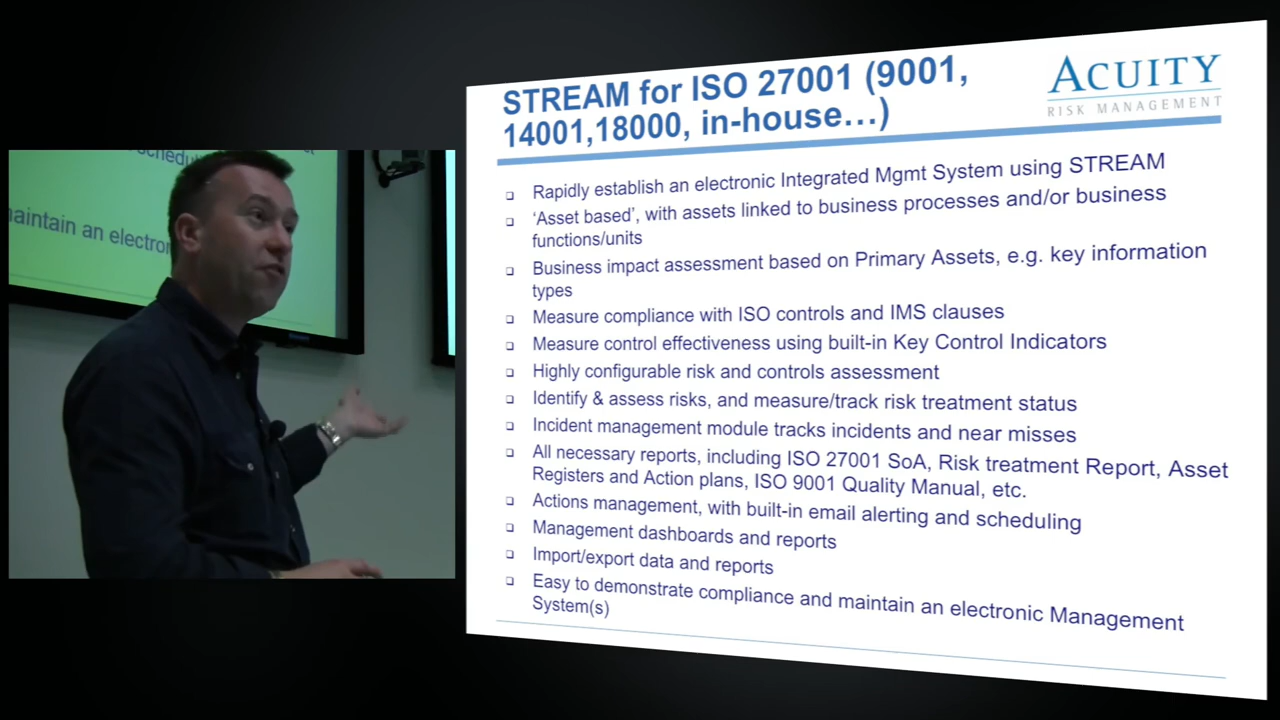 schedu
maintain an electron
STREAM for ISO 27001 (9001,
14001,18000, in-house…)
ACUITY
RISK MANAGEMENT
Rapidly establish an electronic Integrated Mgmt System using STREAM
‘Asset based’, with assets linked to business processes and/or business
functions/units
Business impact assessment based on Primary Assets, e.g. key information
types
Measure compliance with ISO controls and IMS clauses
Measure control effectiveness using built-in Key Control Indicators
Highly configurable risk and controls assessment
Identify & assess risks, and measure/track risk treatment status
Incident management module tracks incidents and near misses
All necessary reports, including ISO 27001 SoA, Risk treatment Report, Asset
Registers and Action plans, ISO 9001 Quality Manual, etc.
Actions management, with built-in email alerting and scheduling
Management dashboards and reports
Import/export data and reports
Easy to demonstrate compliance and maintain an electronic Management
System(s)